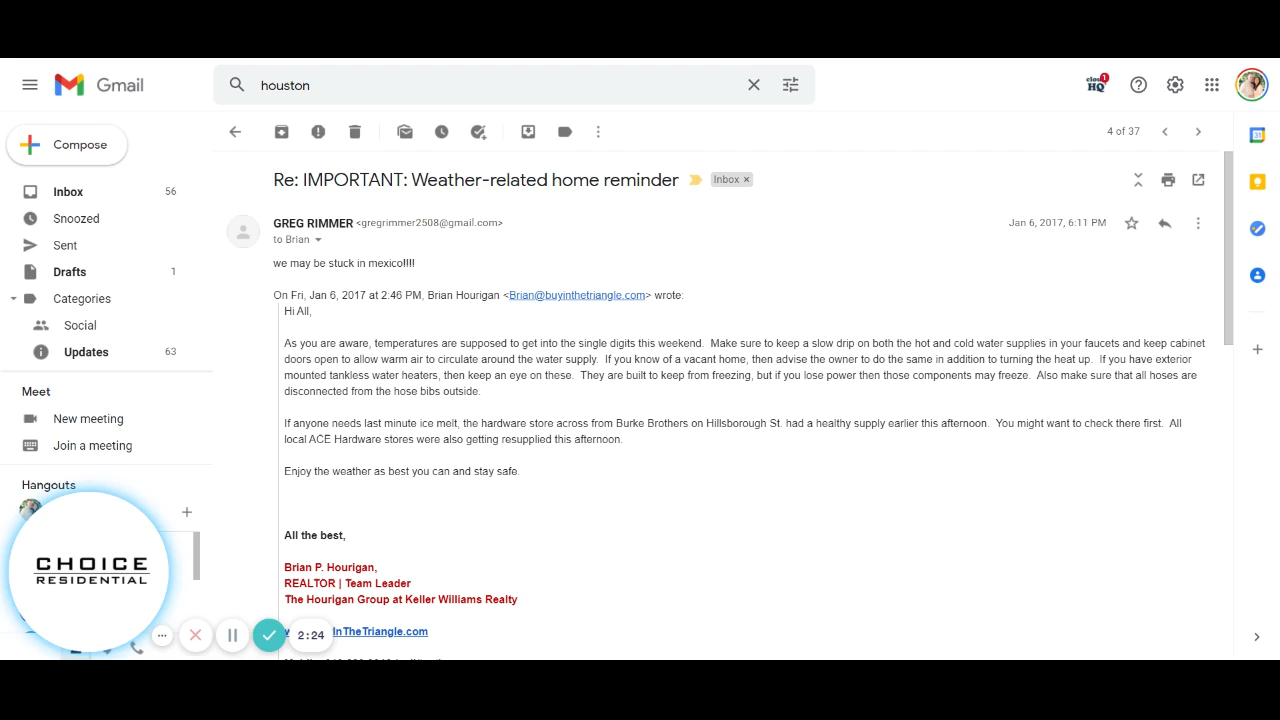 Gmail
houston
cloud HQ
1
Compose
4 of 37
Inbox 56
Snoozed
Sent
Drafts 1
Categories
Social
Updates 63
Meet
New meeting
Join a meeting
Hangouts
CHOICE
RESIDENTIAL
2:24
Re: IMPORTANT: Weather-related home reminder
Inbox ×
GREG RIMMER <gregrimmer2508@gmail.com>
Jan 6, 2017, 6:11 PM
to Brian
we may be stuck in mexico!!!!
On Fri, Jan 6, 2017 at 2:46 PM, Brian Hourigan <Brian@buyinthetriangle.com> wrote:
Hi All,
As you are aware, temperatures are supposed to get into the single digits this weekend.  Make sure to keep a slow drip on both the hot and cold water supplies in your faucets and keep cabinet
doors open to allow warm air to circulate around the water supply.  If you know of a vacant home, then advise the owner to do the same in addition to turning the heat up.  If you have exterior
mounted tankless water heaters, then keep an eye on these.  They are built to keep from freezing, but if you lose power then those components may freeze.  Also make sure that all hoses are
disconnected from the hose bibs outside.
If anyone needs last minute ice melt, the hardware store across from Burke Brothers on Hillsborough St. had a healthy supply earlier this afternoon.  You might want to check there first.  All
local ACE Hardware stores were also getting resupplied this afternoon.
Enjoy the weather as best you can and stay safe.
All the best,
Brian P. Hourigan,
REALTOR | Team Leader
The Hourigan Group at Keller Williams Realty
InTheTriangle.com
31